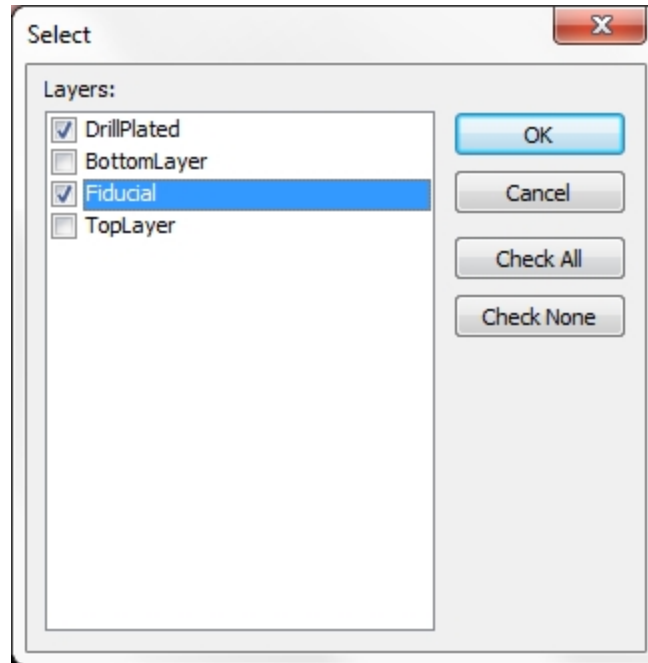 Select
Layers:
DrillPlated
BottomLayer
Fiducial
TopLayer
OK
Cancel
Check All
Check None